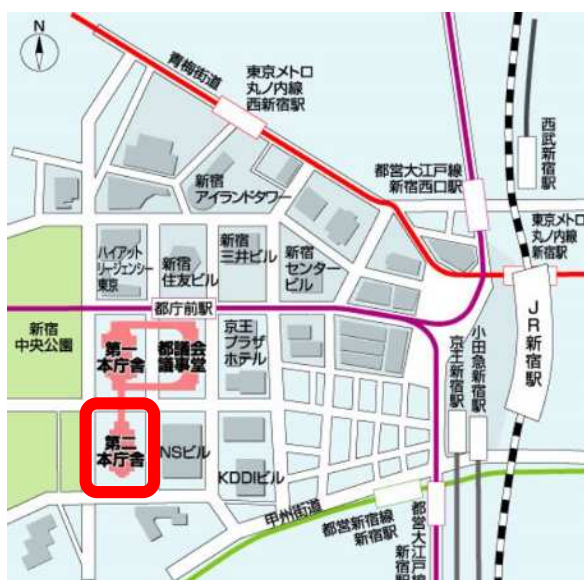 N
青梅街道
東京メトロ
丸ノ内線
西新宿駅
西武新宿駅
都営大江戸線
新宿西口駅
新宿
アイランドタワー
東京メトロ
丸ノ内線
新宿駅
ハイアット
リージェンシー
東京
新宿
住友ビル
新宿
三井ビル
新宿
センター
ビル
都庁前駅
JR新宿駅
新宿
中央公園
第一
本庁舎
都議会
議事堂
京王
プラザ
ホテル
小田急新宿駅
京王新宿駅
第二
本庁舎
NSビル
KDDIビル
甲州街道
都営新宿線
新宿駅
都営大江戸線
新宿駅